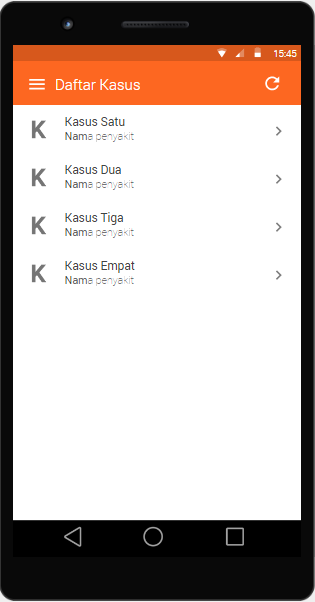 15:45
Daftar Kasus
K
Kasus Satu
Nama penyakit
K
Kasus Dua
Nama penyakit
K
Kasus Tiga
Nama penyakit
K
Kasus Empat
Nama penyakit